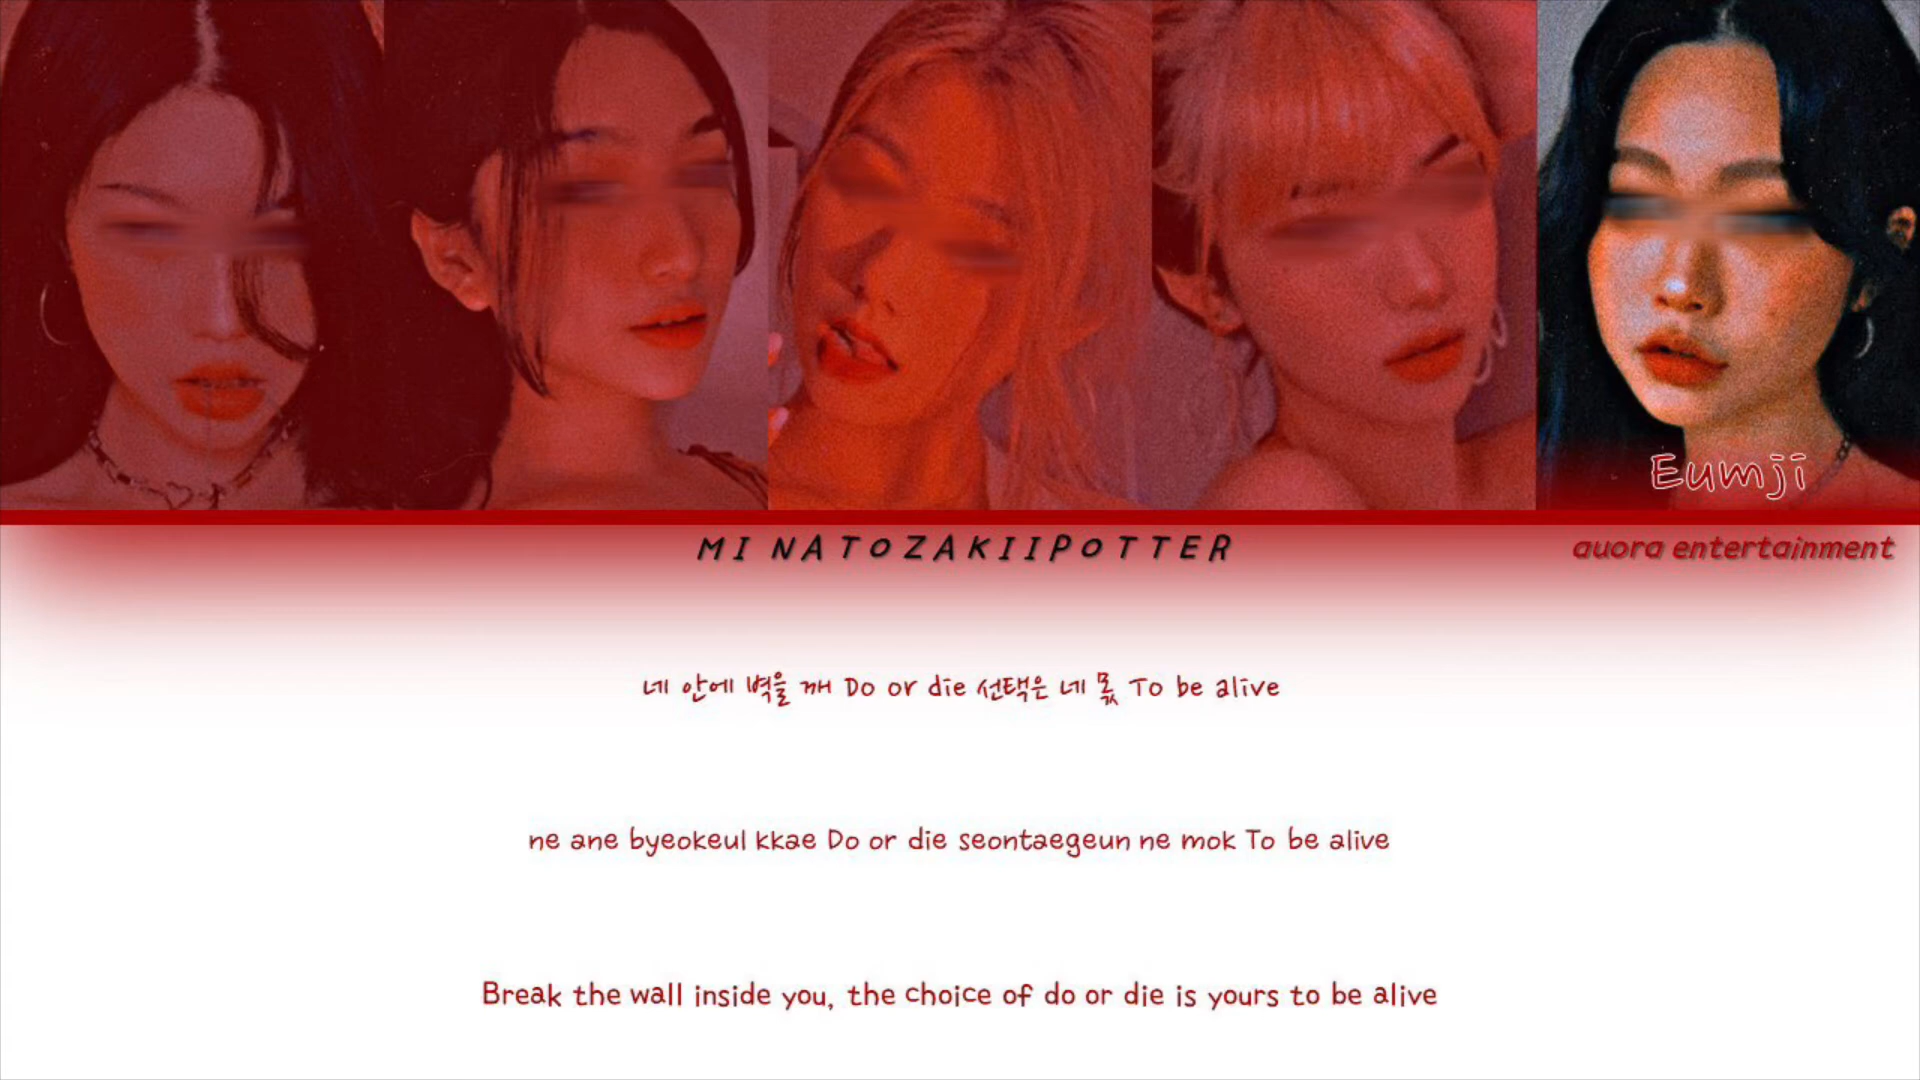 Eumji
MINATOZAKIIPOTTER
auora entertainment
네 안에 벽을 깨 Do or die 선택은 네 몫 To be alive
ne ane byeokeul kkae Do or die seontaegeun ne mok To be alive
Break the wall inside you, the choice of do or die is yours to be alive